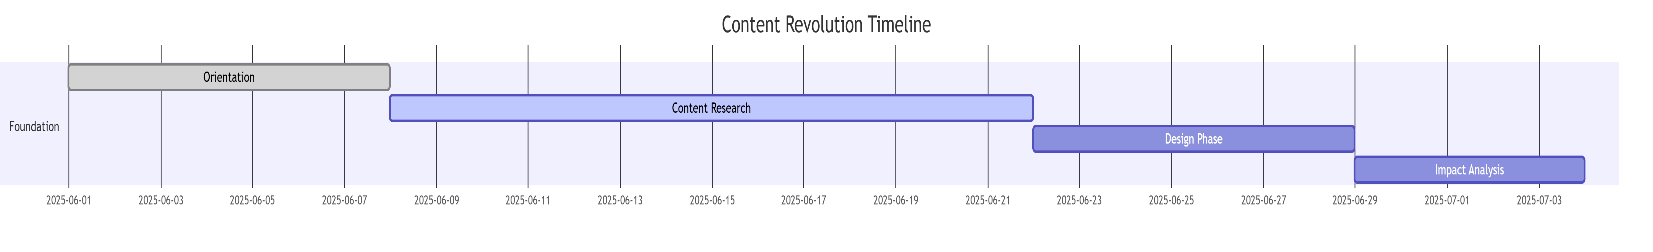 Content Revolution Timeline
Orientation
Content Research
Foundation
Design Phase
Impact Analysis
2025-06-01 2025-06-03 2025-06-05 2025-06-07 2025-06-09 2025-06-11 2025-06-13 2025-06-15 2025-06-17 2025-06-19 2025-06-21 2025-06-23 2025-06-25 2025-06-27 2025-06-29 2025-07-01 2025-07-03